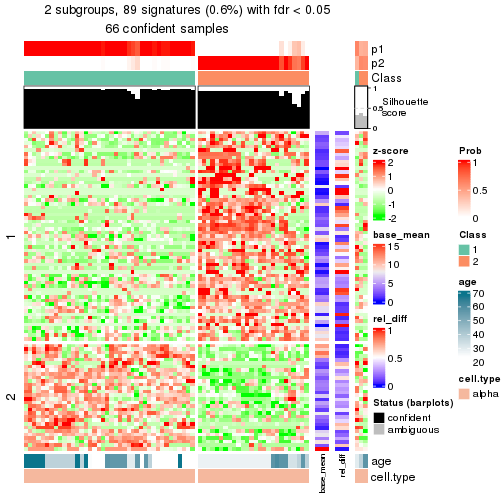 2 subgroups, 89 signatures (0.6%) with fdr < 0.05
66 confident samples
p1
p2
Class
1
0.5
0
Silhouette
score
1
2
z-score
2
1
0
-1
-2
base_mean
15
10
5
0
rel_diff
1
0.5
0
Status (barplots)
confident
ambiguous
Prob
1
0.5
0
Class
1
2
age
70
60
50
40
30
20
cell.type
alpha
base_mean
rel_diff
age
cell.type